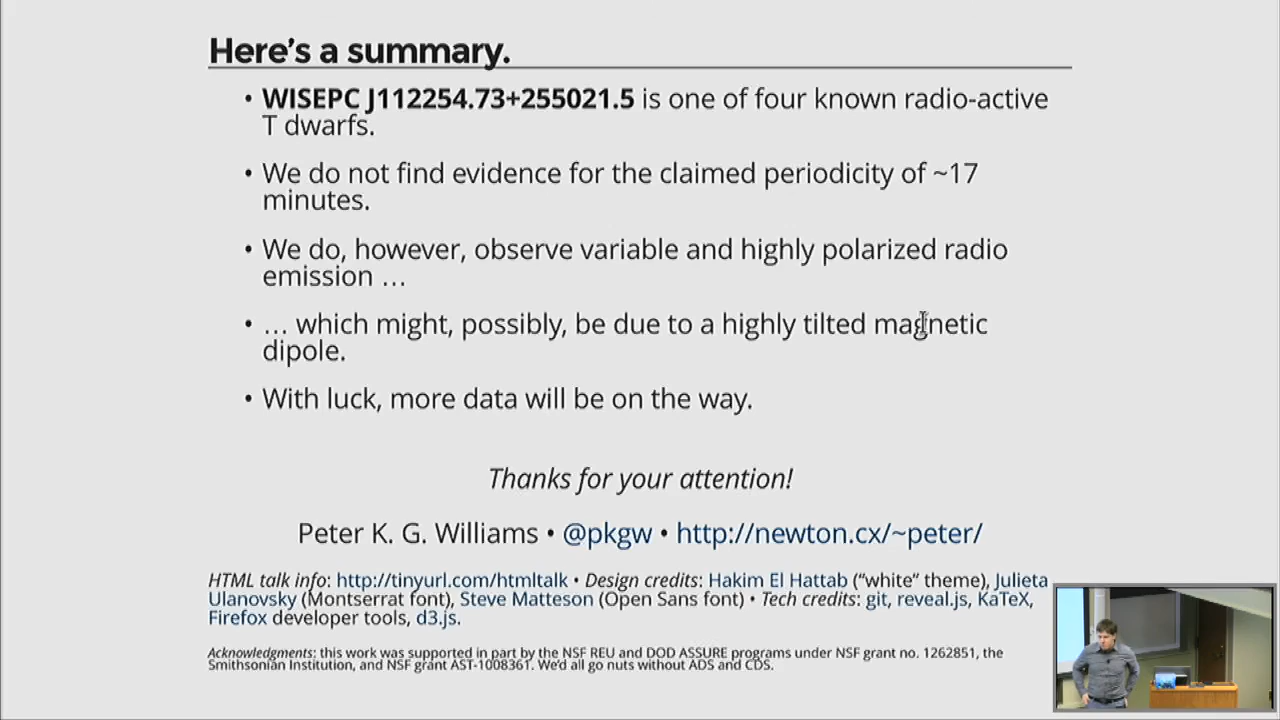 Here's a summary.
• WISEPC J112254.73+255021.5 is one of four known radio-active
T dwarfs.
• We do not find evidence for the claimed periodicity of ~17
minutes.
• We do, however, observe variable and highly polarized radio
emission …
• … which might, possibly, be due to a highly tilted magnetic
dipole.
• With luck, more data will be on the way.
Thanks for your attention!
Peter K. G. Williams • @pkgw • http://newton.cx/~peter/
HTML talk info: http://tinyurl.com/htmltalk • Design credits: Hakim El Hattab (“white” theme), Julieta
Ulanovsky (Montserrat font), Steve Matteson (Open Sans font) • Tech credits: git, reveal.js, KaTeX,
Firefox developer tools, d3.js.
Acknowledgments: this work was supported in part by the NSF REU and DOD ASSURE programs under NSF grant no. 1262851, the
Smithsonian Institution, and NSF grant AST-1008361. We’d all go nuts without ADS and CDS.